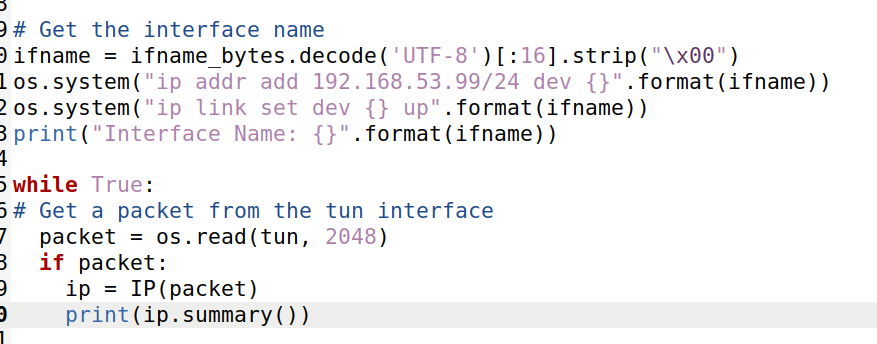 # Get the interface name
ifname = ifname_bytes.decode('UTF-8')[:16].strip("\x00")
os.system("ip addr add 192.168.53.99/24 dev {}".format(ifname))
os.system("ip link set dev {} up".format(ifname))
print("Interface Name: {}".format(ifname))
while True:
# Get a packet from the tun interface
packet = os.read(tun, 2048)
if packet:
ip = IP(packet)
print(ip.summary())